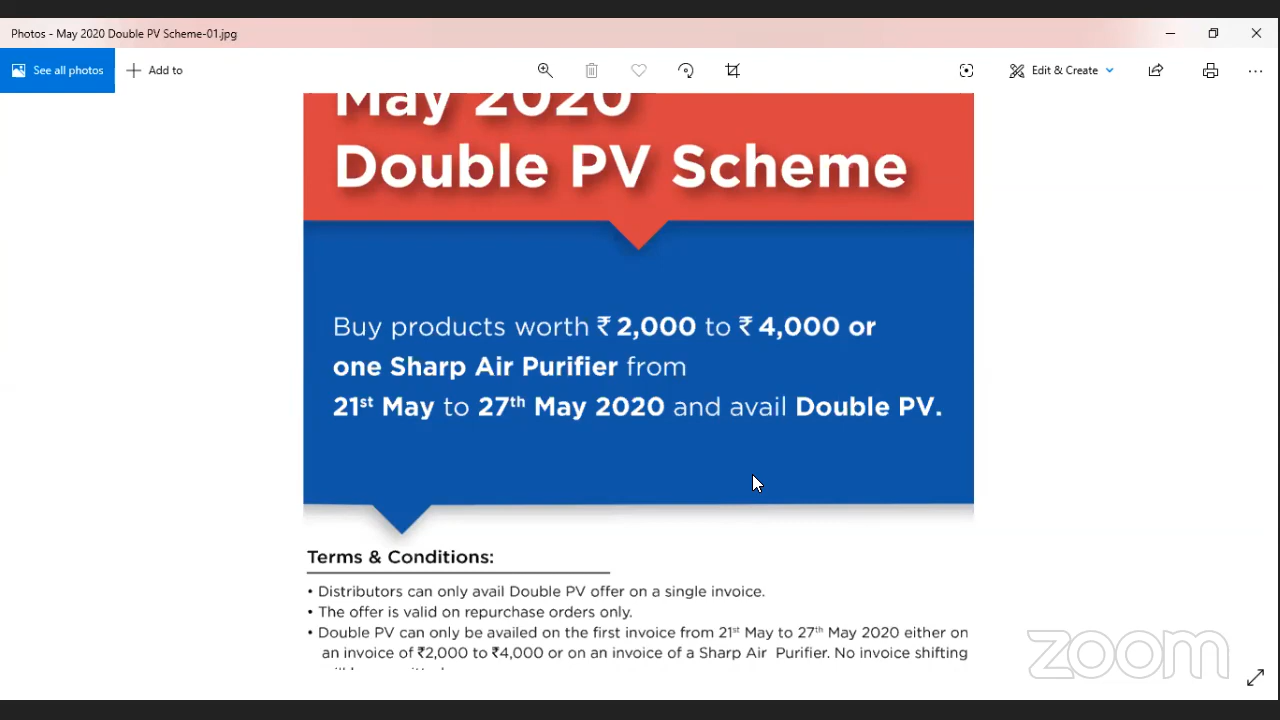 Photos - May 2020 Double PV Scheme-01.jpg
See all photos
Add to
Edit & Create
May 2020
Double PV Scheme
Buy products worth ₹ 2,000 to ₹ 4,000 or
one Sharp Air Purifier from
21st May to 27th May 2020 and avail Double PV.
Terms & Conditions:
• Distributors can only avail Double PV offer on a single invoice.
• The offer is valid on repurchase orders only.
• Double PV can only be availed on the first invoice from 21st May to 27th May 2020 either on
an invoice of ₹2,000 to ₹4,000 or on an invoice of a Sharp Air Purifier. No invoice shifting
zoom